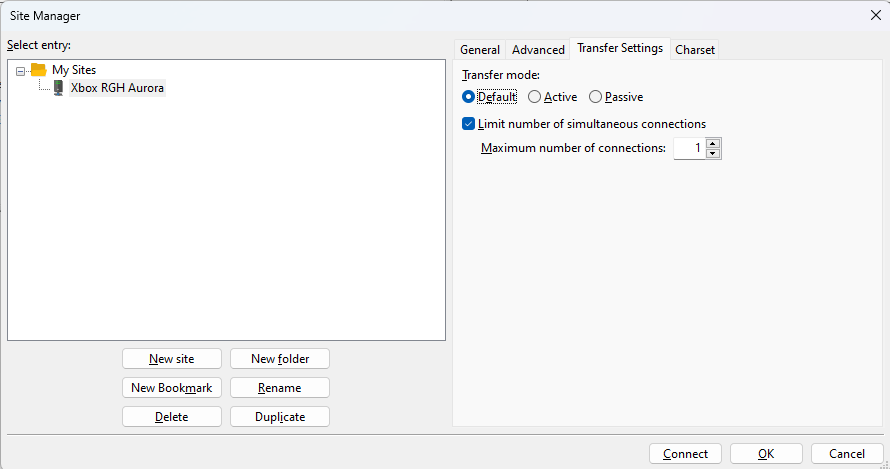 Site Manager
Select entry:
My Sites
Xbox RGH Aurora
New site
New folder
New Bookmark
Rename
Delete
Duplicate
General
Advanced
Transfer Settings
Charset
Transfer mode:
Default
Active
Passive
Limit number of simultaneous connections
Maximum number of connections:
1
Connect
OK
Cancel